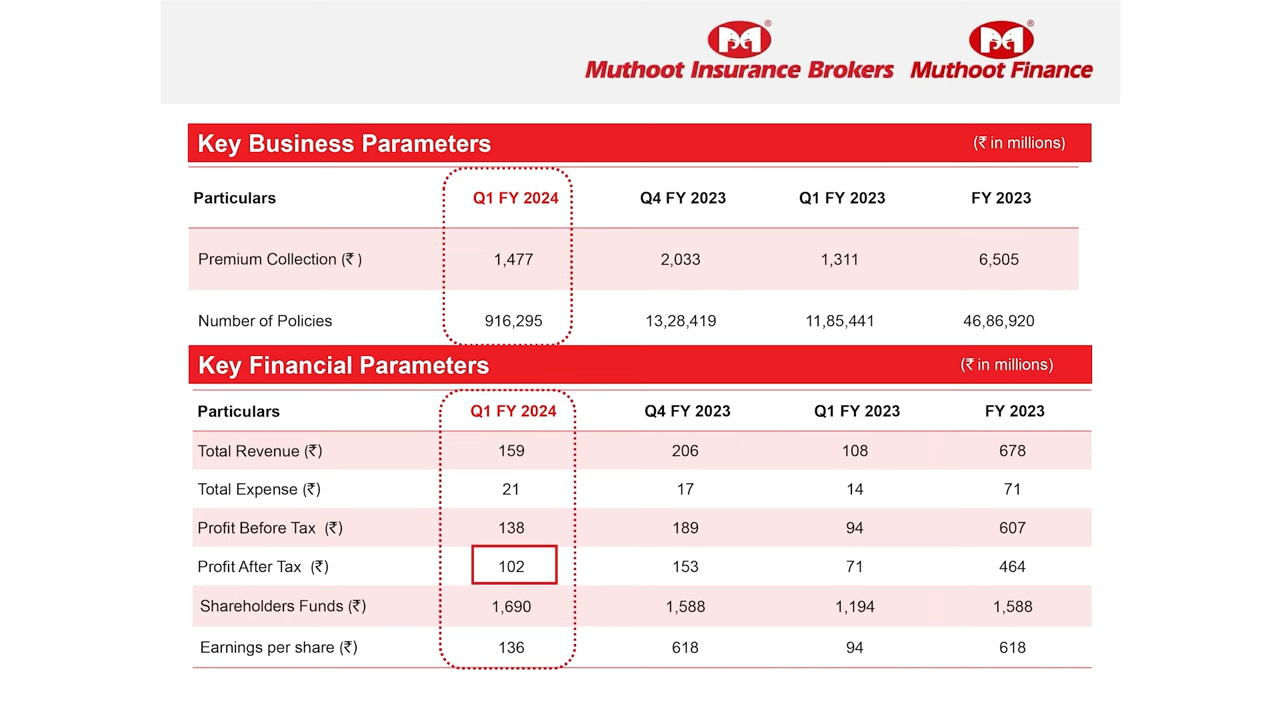 Muthoot Insurance Brokers Muthoot Finance
Key Business Parameters (₹ in millions)
Particulars Q1 FY 2024 Q4 FY 2023 Q1 FY 2023 FY 2023
Premium Collection (₹ ) 1,477 2,033 1,311 6,505
Number of Policies 916,295 13,28,419 11,85,441 46,86,920
Key Financial Parameters (₹ in millions)
Particulars Q1 FY 2024 Q4 FY 2023 Q1 FY 2023 FY 2023
Total Revenue (₹) 159 206 108 678
Total Expense (₹) 21 17 14 71
Profit Before Tax (₹) 138 189 94 607
Profit After Tax (₹) 102 153 71 464
Shareholders Funds (₹) 1,690 1,588 1,194 1,588
Earnings per share (₹) 136 618 94 618